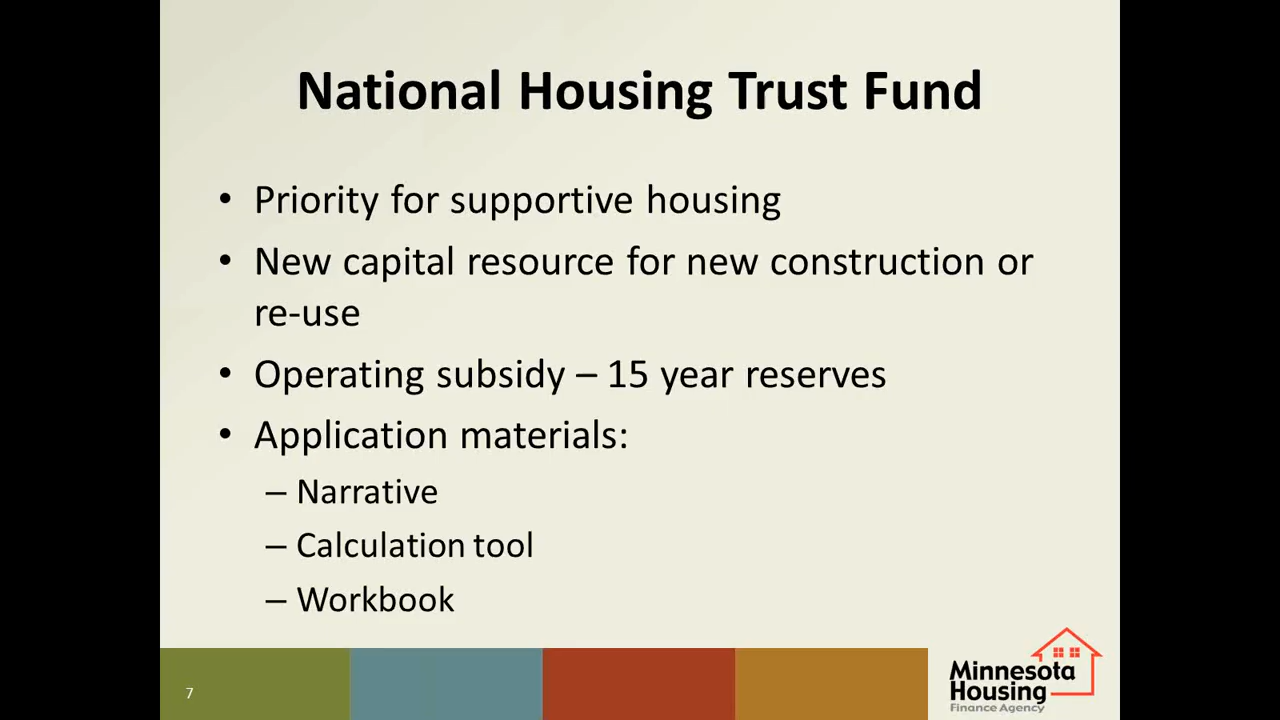 National Housing Trust Fund
• Priority for supportive housing
• New capital resource for new construction or
re-use
• Operating subsidy – 15 year reserves
• Application materials:
– Narrative
– Calculation tool
– Workbook
7
Minnesota
Housing
Finance Agency